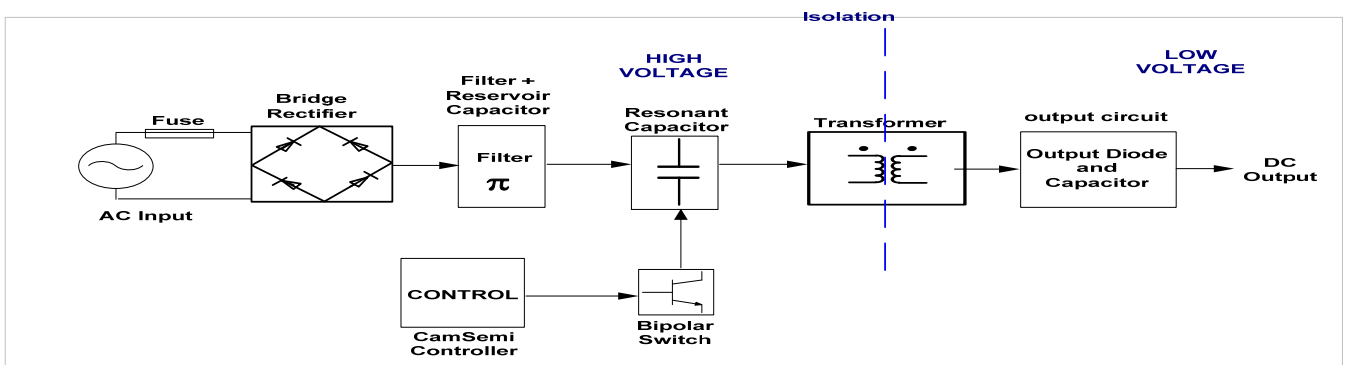 Isolation
HIGH
VOLTAGE
LOW
VOLTAGE
Fuse
AC Input
Bridge
Rectifier
Filter +
Reservoir
Capacitor
Filter
π
Resonant
Capacitor
Transformer
output circuit
Output Diode
and
Capacitor
DC
Output
CONTROL
CamSemi
Controller
Bipolar
Switch